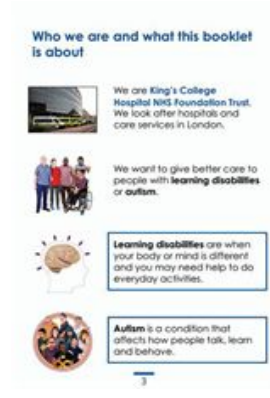 Who we are and what this booklet
is about
We are King's College
Hospital NHS Foundation Trust.
We look after hospitals and
care services in London.
We want to give better care to
people with learning disabilities
or autism.
Learning disabilities are when
your body or mind is different
and you may need help to do
everyday activities.
Autism is a condition that
affects how people talk, learn
and behave.
3